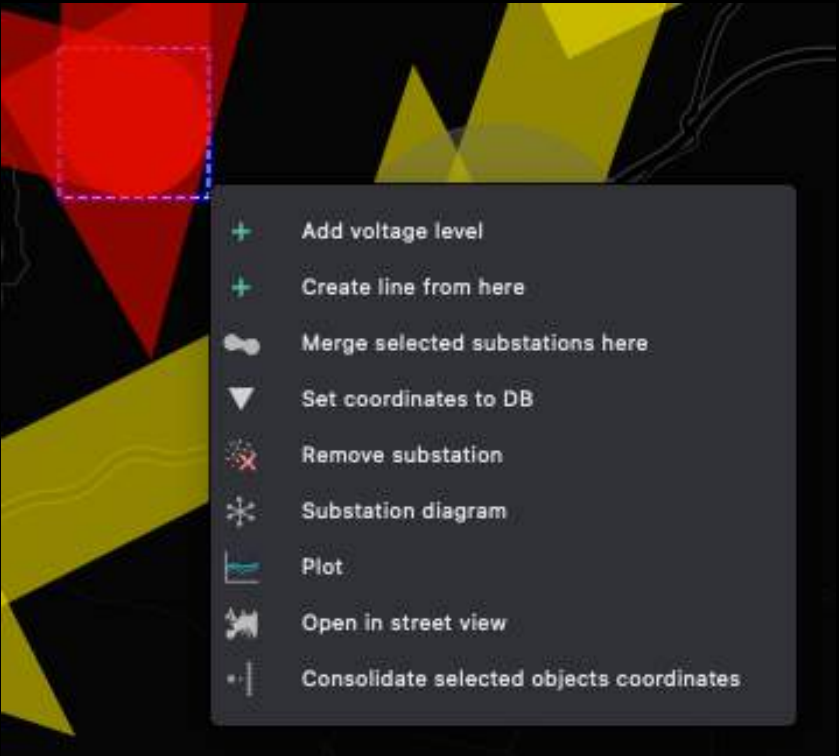 Add voltage level
Create line from here
Merge selected substations here
Set coordinates to DB
Remove substation
Substation diagram
Plot
Open in street view
Consolidate selected objects coordinates